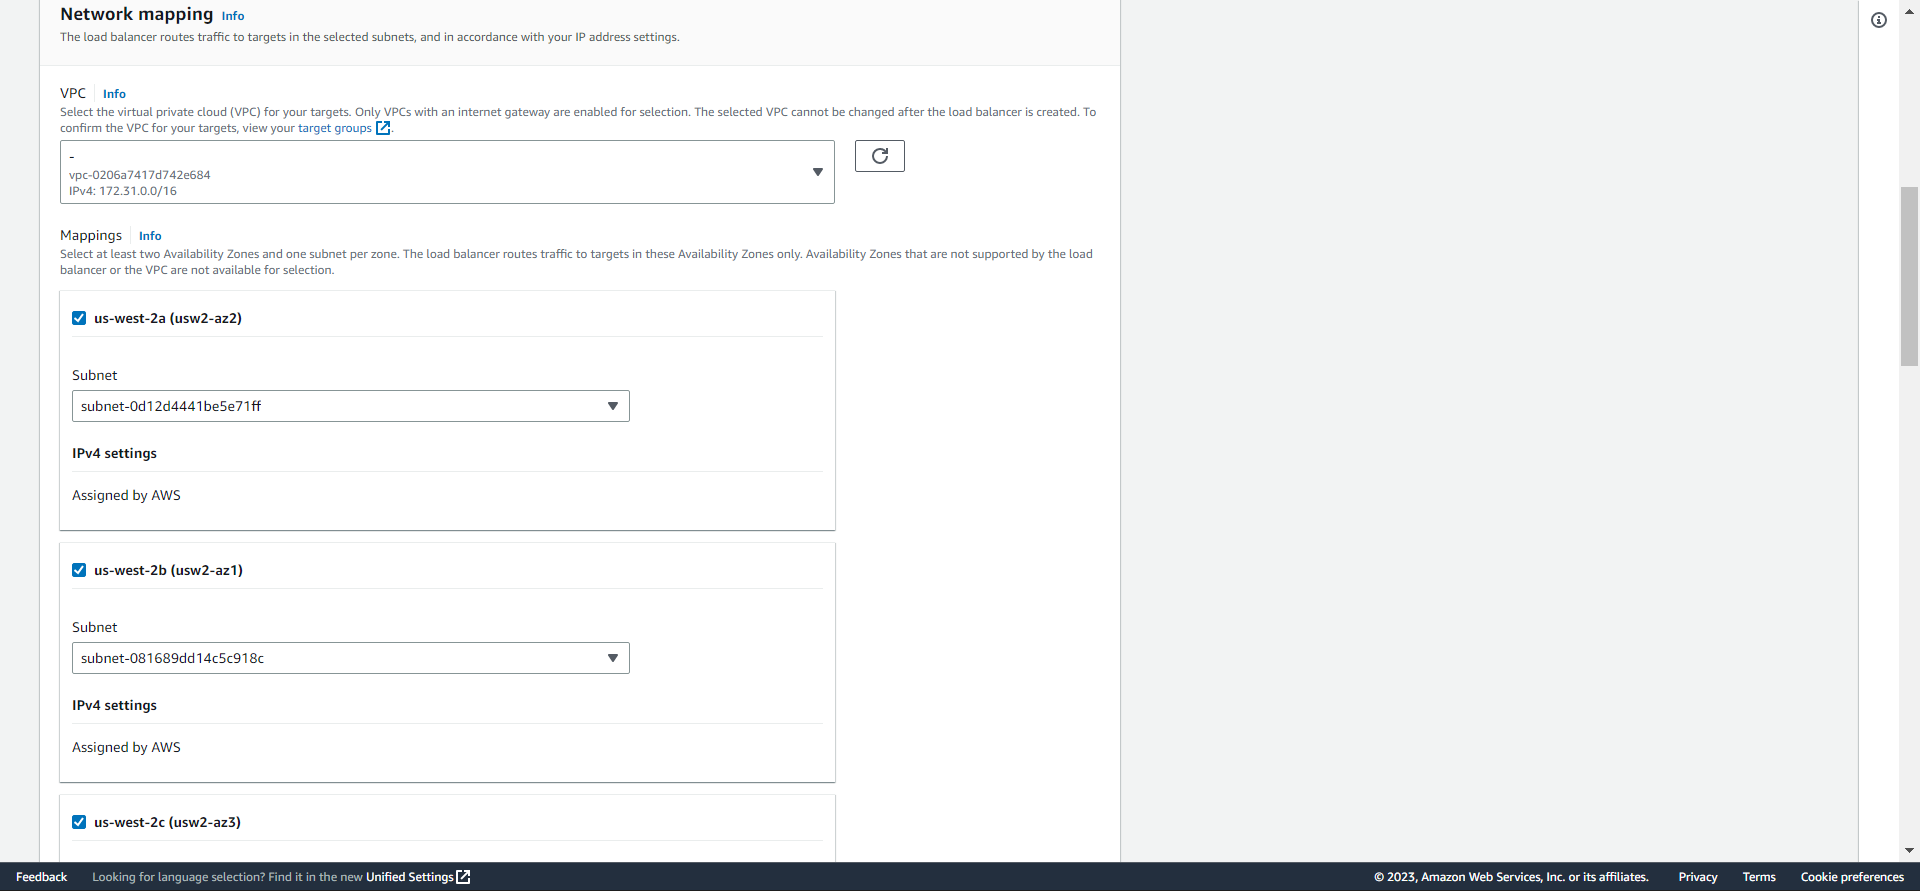 Network mapping Info
The load balancer routes traffic to targets in the selected subnets, and in accordance with your IP address settings.
VPC Info
Select the virtual private cloud (VPC) for your targets. Only VPCs with an internet gateway are enabled for selection. The selected VPC cannot be changed after the load balancer is created. To
confirm the VPC for your targets, view your target groups.
-
vpc-0206a7417d742e684
IPv4: 172.31.0.0/16
Mappings Info
Select at least two Availability Zones and one subnet per zone. The load balancer routes traffic to targets in these Availability Zones only. Availability Zones that are not supported by the load
balancer or the VPC are not available for selection.
us-west-2a (usw2-az2)
Subnet
subnet-0d12d4441be5e71ff
IPv4 settings
Assigned by AWS
us-west-2b (usw2-az1)
Subnet
subnet-081689dd14c5c918c
IPv4 settings
Assigned by AWS
us-west-2c (usw2-az3)
Feedback Looking for language selection? Find it in the new Unified Settings © 2023, Amazon Web Services, Inc. or its affiliates. Privacy Terms Cookie preferences